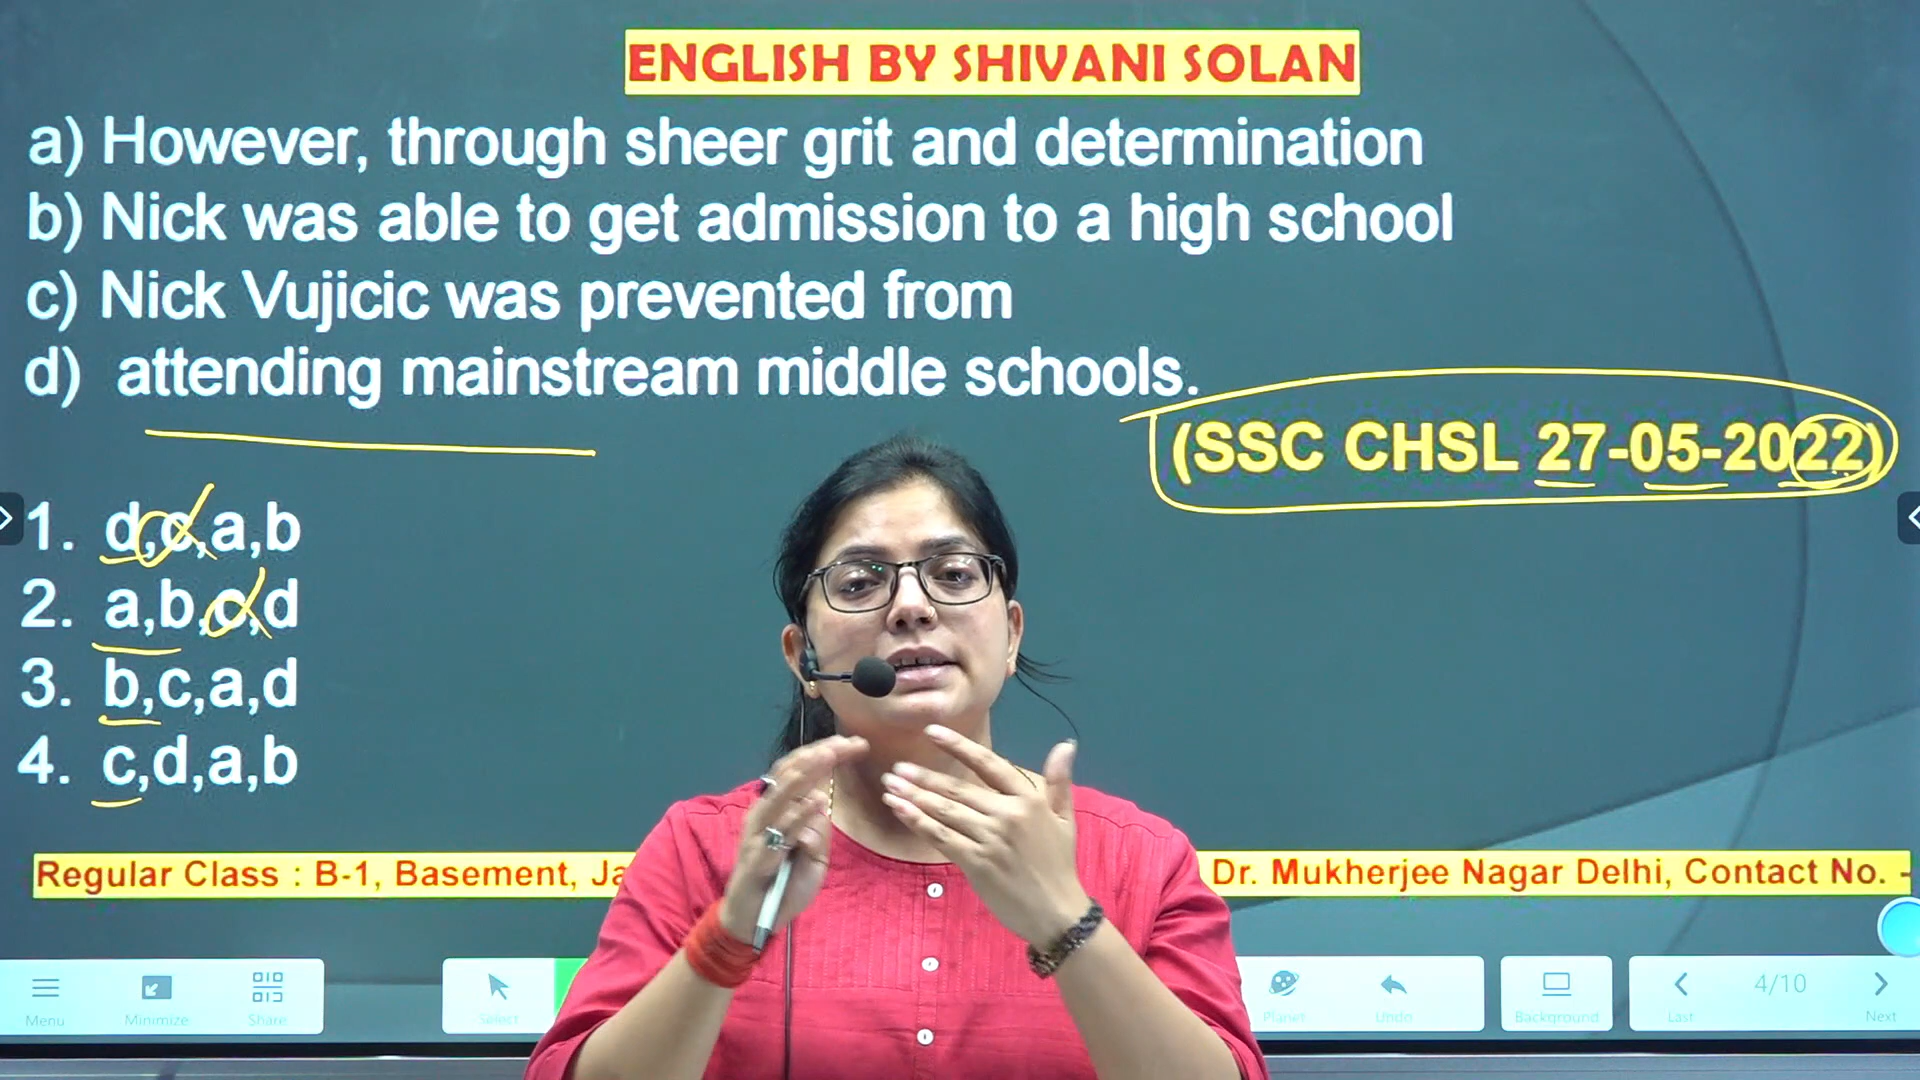 ENGLISH BY SHIVANI SOLAN
a) However, through sheer grit and determination
b) Nick was able to get admission to a high school
c) Nick Vujicic was prevented from
d) attending mainstream middle schools.
(SSC CHSL 27-05-2022)
1. d,c,a,b
2. a,b,c,d
3. b,c,a,d
4. c,d,a,b
Regular Class : B-1, Basement, Dr. Mukherjee Nagar Delhi, Contact No. -
Menu Minimize Share Select Planet Undo Background Last 4/10 Next